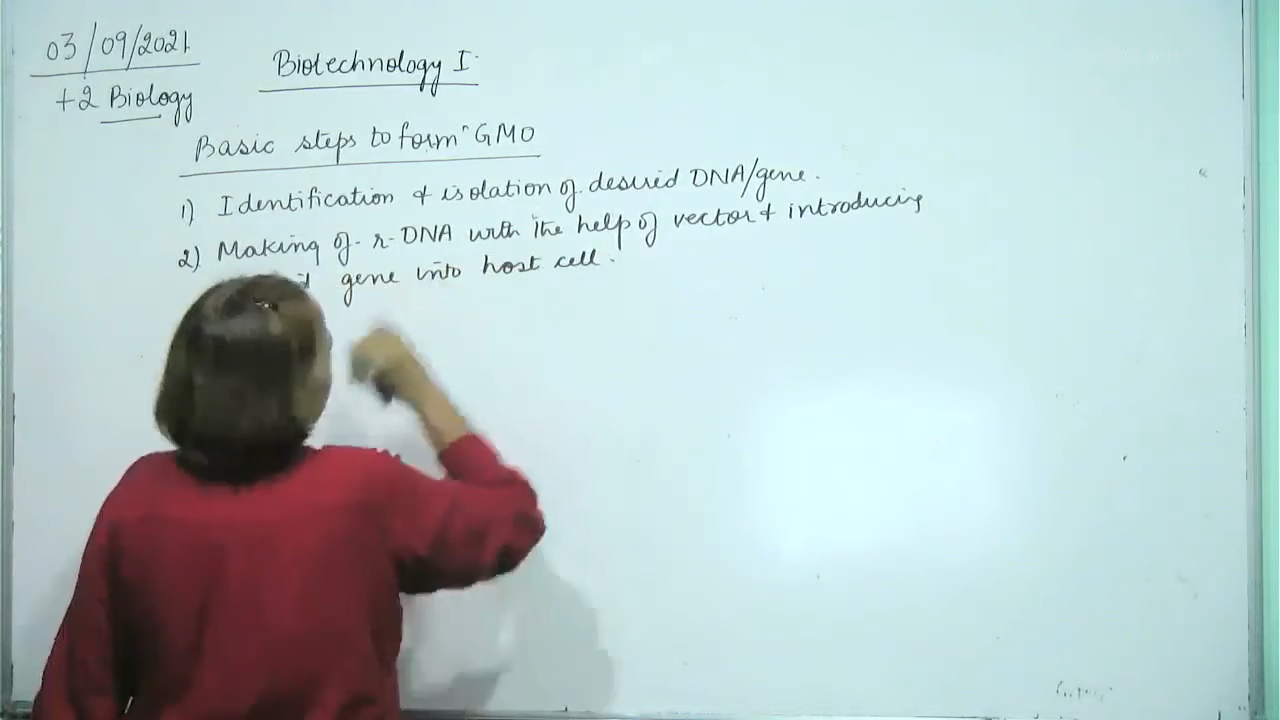 03/09/2021
+2 Biology
Biotechnology I
Basic steps to form GMO
1) Identification & isolation of desired DNA/gene.
2) Making of r-DNA with the help of vector & introducing
gene into host cell.